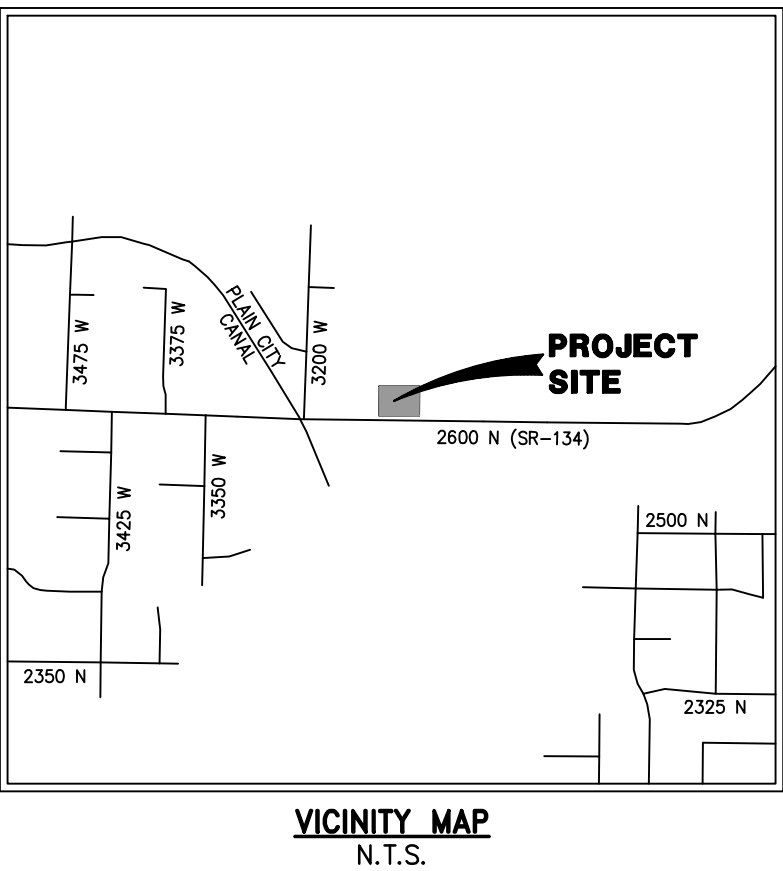 PLAIN CITY
CANAL
3475 W
3375 W
3200 W
PROJECT
SITE
2600 N (SR-134)
3425 W
3350 W
2500 N
2350 N
2325 N
VICINITY MAP
N.T.S.